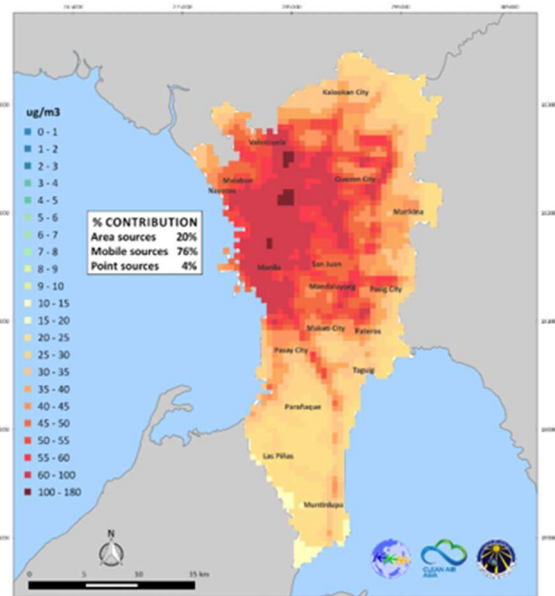 Kalookan City
ug/m3
0 - 1
1 - 2
2 - 3
3 - 4
4 - 5
5 - 6
6 - 7
7 - 8
8 - 9
9 - 10
10 - 15
15 - 20
20 - 25
25 - 30
30 - 35
35 - 40
40 - 45
45 - 50
50 - 55
55 - 60
60 - 100
100 - 180
Valenzuela
Malabon
Navotas
Quezon City
Marikina
% CONTRIBUTION
Area sources 20%
Mobile sources 76%
Point sources 4%
Manila
San Juan
Mandaluyong
Pasig City
Makati City
Pateros
Pasay City
Taguig
Parañaque
Las Piñas
Muntinlupa
N
0 5 10 15 km
CLEAN AIR
ASIA